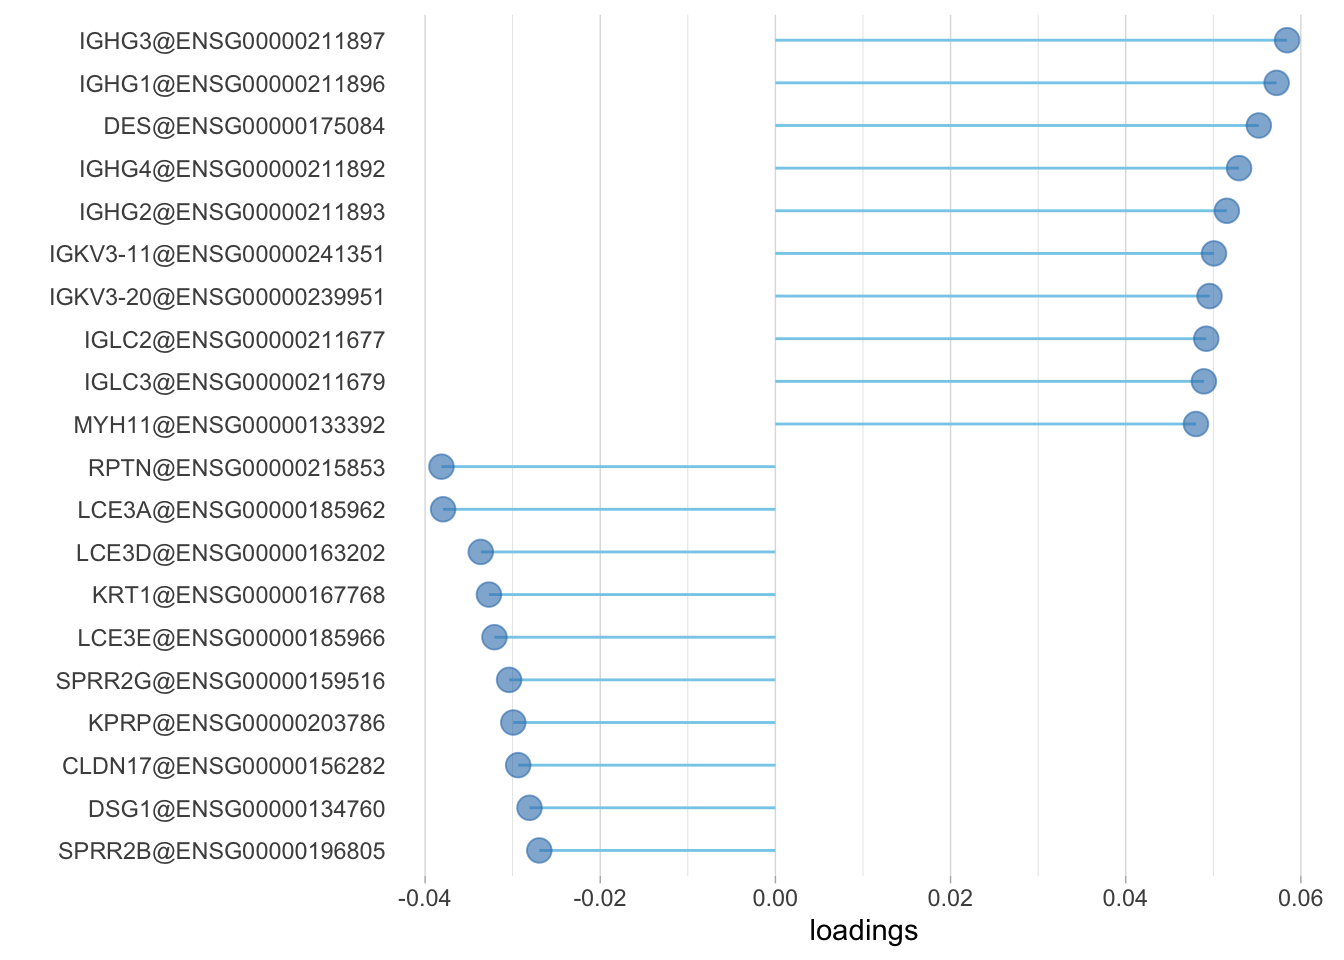 IGHG3@ENSG00000211897
IGHG1@ENSG00000211896
DES@ENSG00000175084
IGHG4@ENSG00000211892
IGHG2@ENSG00000211893
IGKV3-11@ENSG00000241351
IGKV3-20@ENSG00000239951
IGLC2@ENSG00000211677
IGLC3@ENSG00000211679
MYH11@ENSG00000133392
RPTN@ENSG00000215853
LCE3A@ENSG00000185962
LCE3D@ENSG00000163202
KRT1@ENSG00000167768
LCE3E@ENSG00000185966
SPRR2G@ENSG00000159516
KPRP@ENSG00000203786
CLDN17@ENSG00000156282
DSG1@ENSG00000134760
SPRR2B@ENSG00000196805
-0.04 -0.02 0.00 0.02 0.04 0.06
loadings